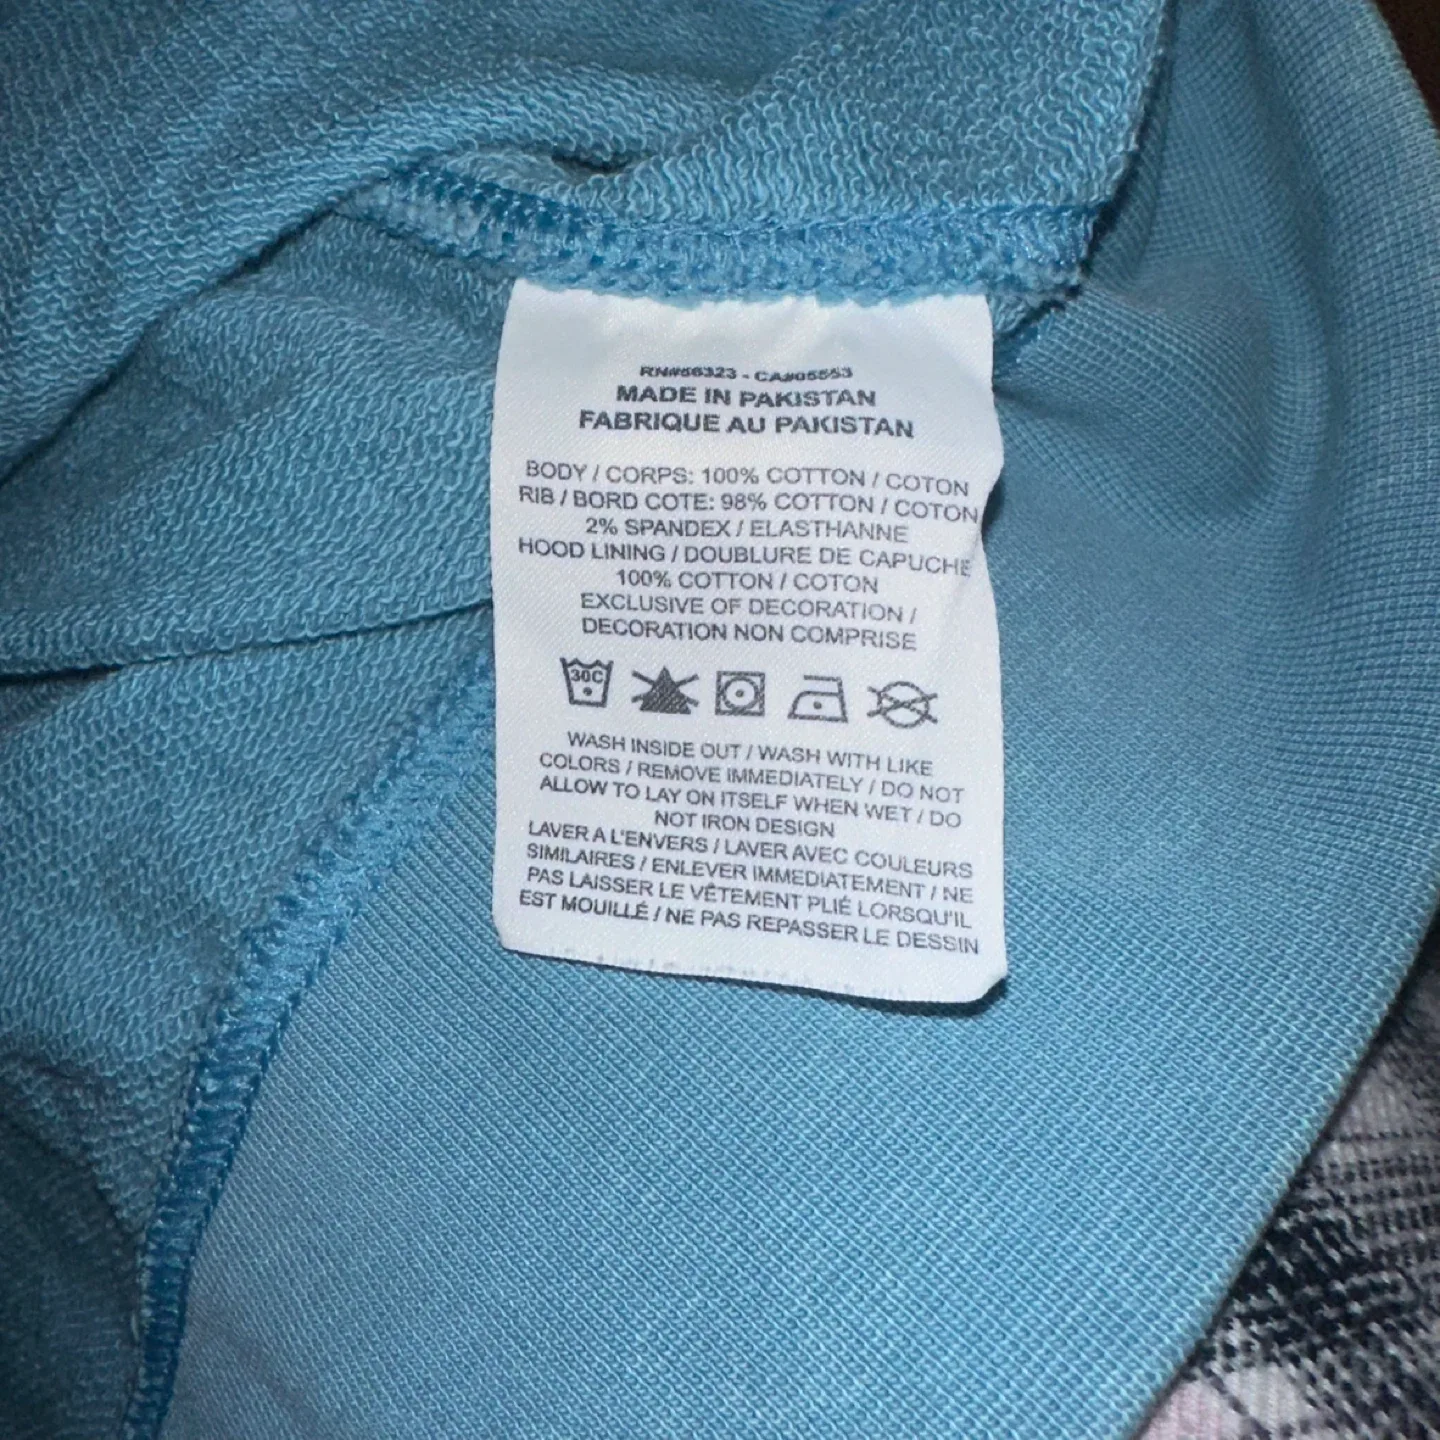 RN#56323 - CA#05553
MADE IN PAKISTAN
FABRIQUE AU PAKISTAN
BODY / CORPS: 100% COTTON / COTON
RIB / BORD COTE: 98% COTTON / COTON
2% SPANDEX / ELASTHANNE
HOOD LINING / DOUBLURE DE CAPUCHE
100% COTTON / COTON
EXCLUSIVE OF DECORATION /
DECORATION NON COMPRISE
30C
WASH INSIDE OUT / WASH WITH LIKE
COLORS / REMOVE IMMEDIATELY / DO NOT
ALLOW TO LAY ON ITSELF WHEN WET / DO
NOT IRON DESIGN
LAVER A L'ENVERS / LAVER AVEC COULEURS
SIMILAIRES / ENLEVER IMMEDIATEMENT / NE
PAS LAISSER LE VÊTEMENT PLIÉ LORSQU'IL
EST MOUILLÉ / NE PAS REPASSER LE DESSIN